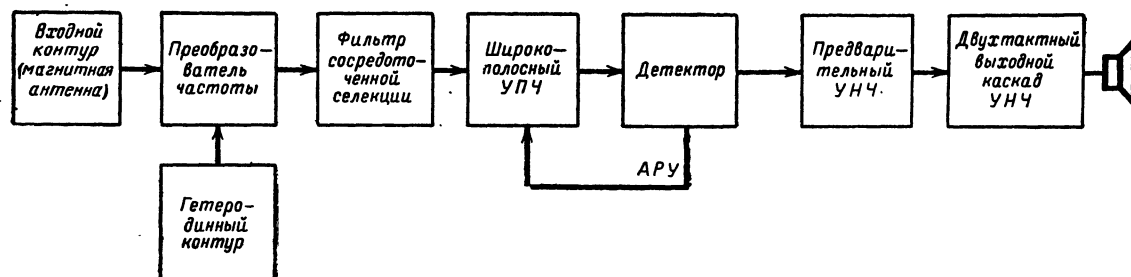 Входной
контур
(магнитная
антенна)
Преобразо—
ватель
частоты
Фильтр
сосредото—
ченной
селекции
Широко—
полосный
УПЧ
Детектор
Предвари—
тельный
УНЧ
Двухтактный
выходной
каскад
УНЧ
АРУ
Гетеро—
динный
контур